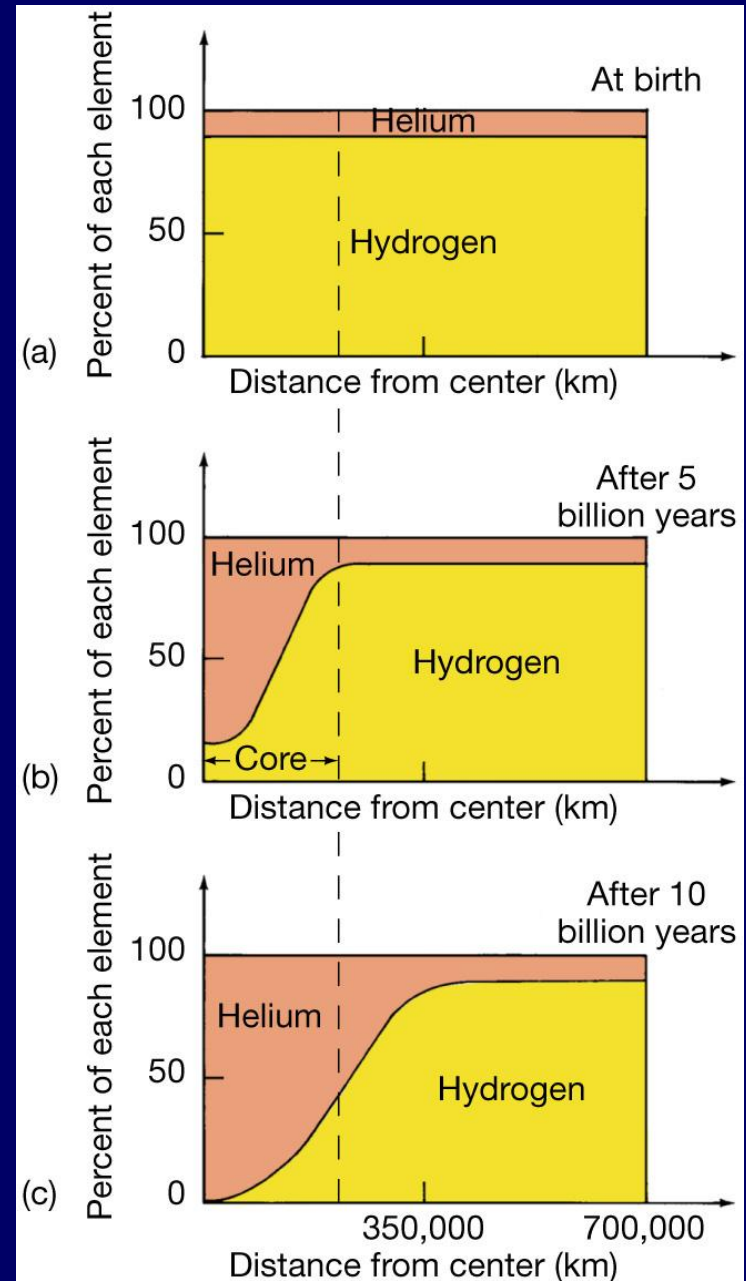 At birth
Percent of each element
100
Helium
50
Hydrogen
0
(a)
Distance from center (km)
After 5
billion years
Percent of each element
100
Helium
50
Hydrogen
Core
0
(b)
Distance from center (km)
After 10
billion years
Percent of each element
100
Helium
50
Hydrogen
0
(c)
350,000
700,000
Distance from center (km)